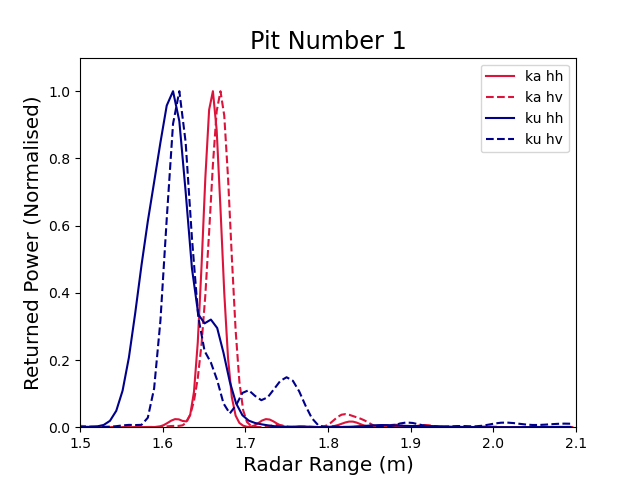 Pit Number 1
ka hh
ka hv
ku hh
ku hv
Returned Power (Normalised)
1.0
0.8
0.6
0.4
0.2
0.0
1.5 1.6 1.7 1.8 1.9 2.0 2.1
Radar Range (m)